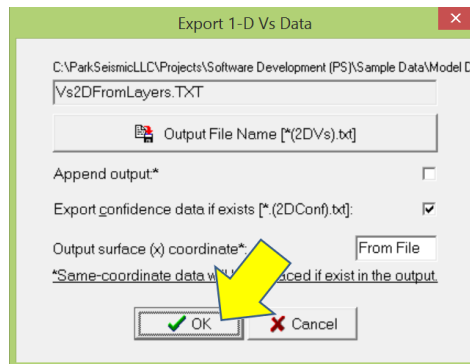 Export 1-D Vs Data
C:\ParkSeismicLLC\Projects\Software Development (PS)\Sample Data\Model D
Vs2DFromLayers.TXT
Output File Name [*(2DVs).txt]
Append output:*
Export confidence data if exists [*.(2DConf).txt]:
Output surface (x) coordinate*: From File
*Same-coordinate data will aced if exist in the output.
OK Cancel